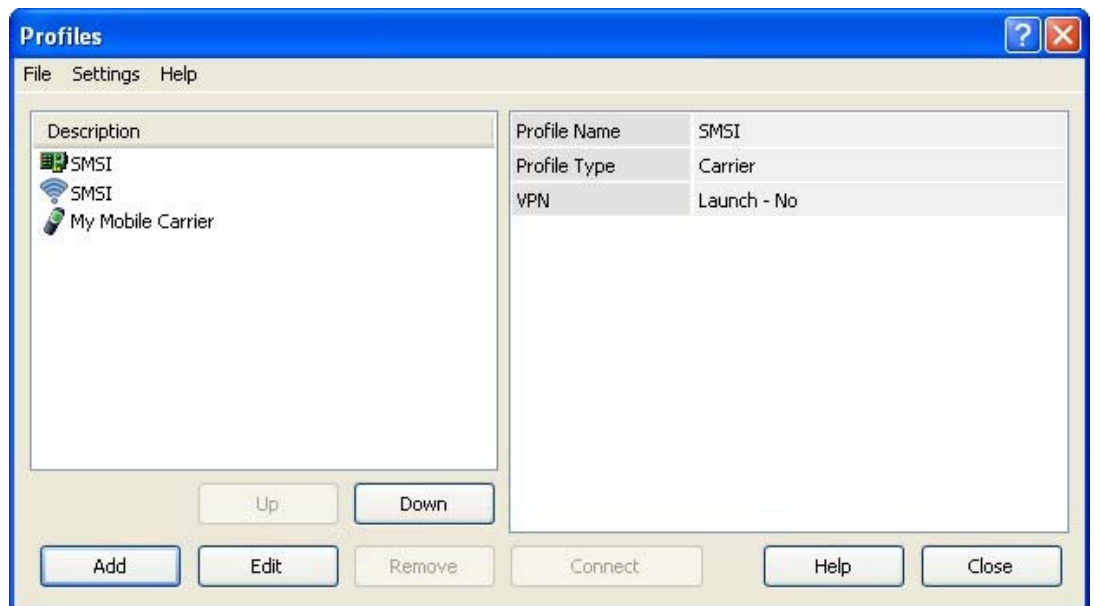 Profiles
File Settings Help
Description
SMSI
SMSI
My Mobile Carrier
Profile Name SMSI
Profile Type Carrier
VPN Launch - No
Up Down
Add Edit Remove Connect Help Close